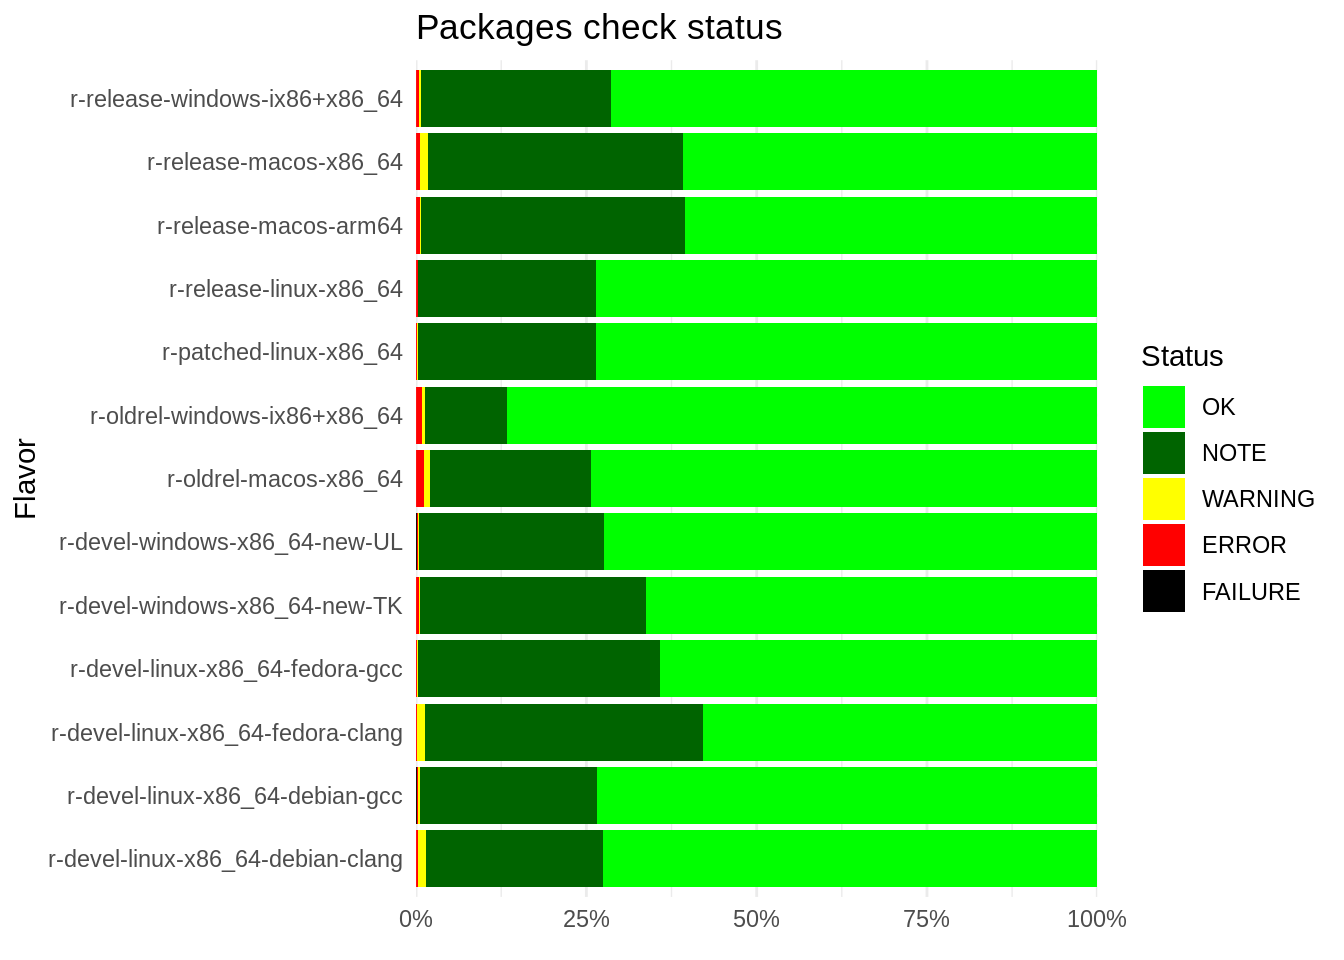 Packages check status
Flavor
r-release-windows-ix86+x86_64
r-release-macos-x86_64
r-release-macos-arm64
r-release-linux-x86_64
r-patched-linux-x86_64
r-oldrel-windows-ix86+x86_64
r-oldrel-macos-x86_64
r-devel-windows-x86_64-new-UL
r-devel-windows-x86_64-new-TK
r-devel-linux-x86_64-fedora-gcc
r-devel-linux-x86_64-fedora-clang
r-devel-linux-x86_64-debian-gcc
r-devel-linux-x86_64-debian-clang
0% 25% 50% 75% 100%
Status
OK
NOTE
WARNING
ERROR
FAILURE